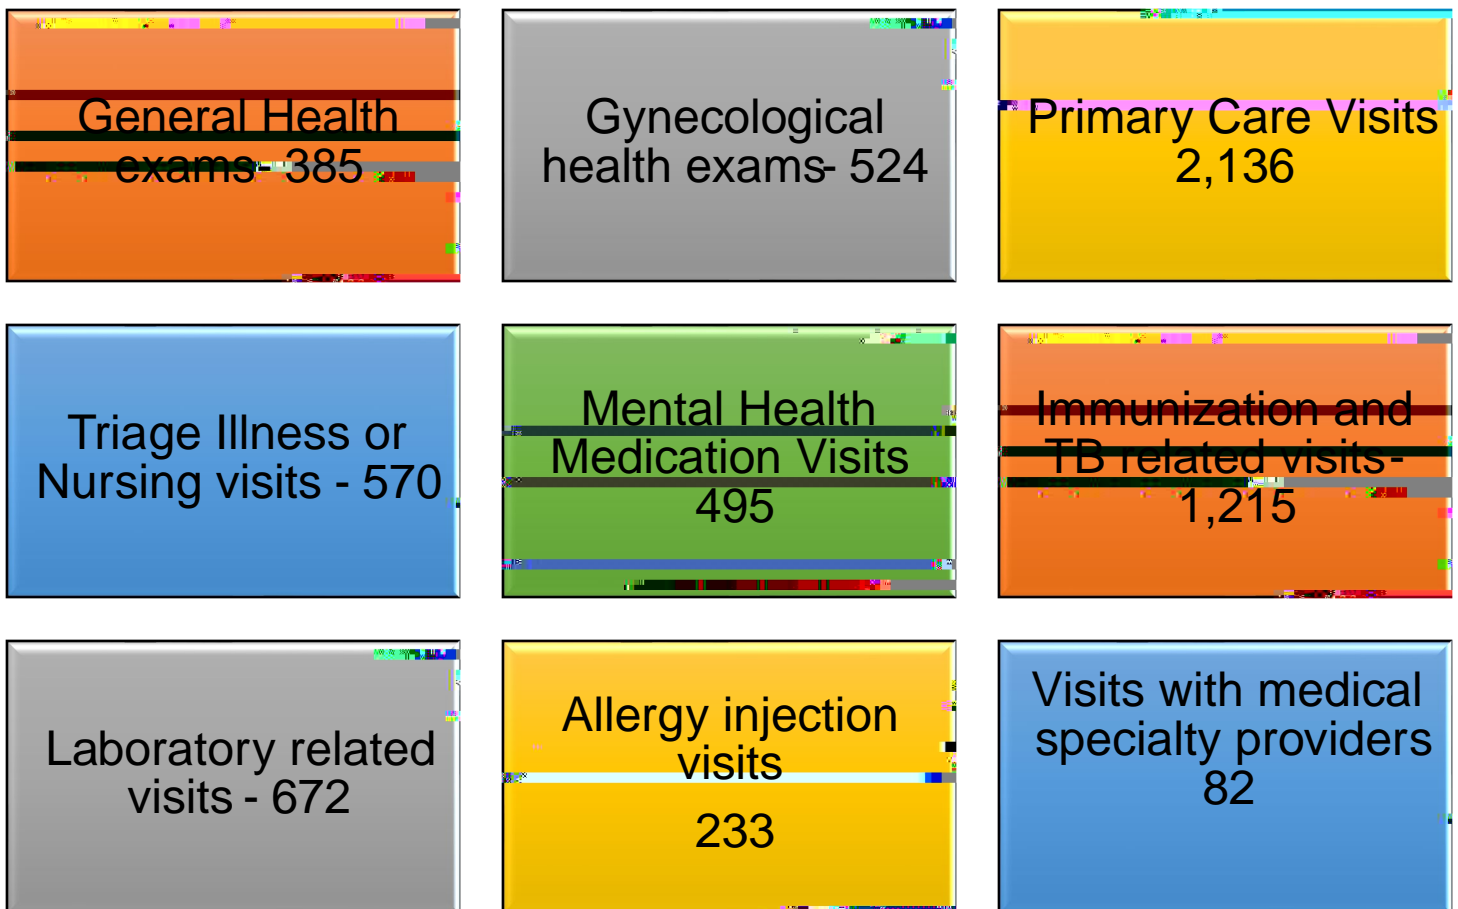 General Health
exams- 385
Gynecological
health exams- 524
Primary Care Visits
2,136
Triage Illness or
Nursing visits - 570
Mental Health
Medication Visits
495
Immunization and
TB related visits-
1,215
Laboratory related
visits - 672
Allergy injection
visits
233
Visits with medical
specialty providers
82